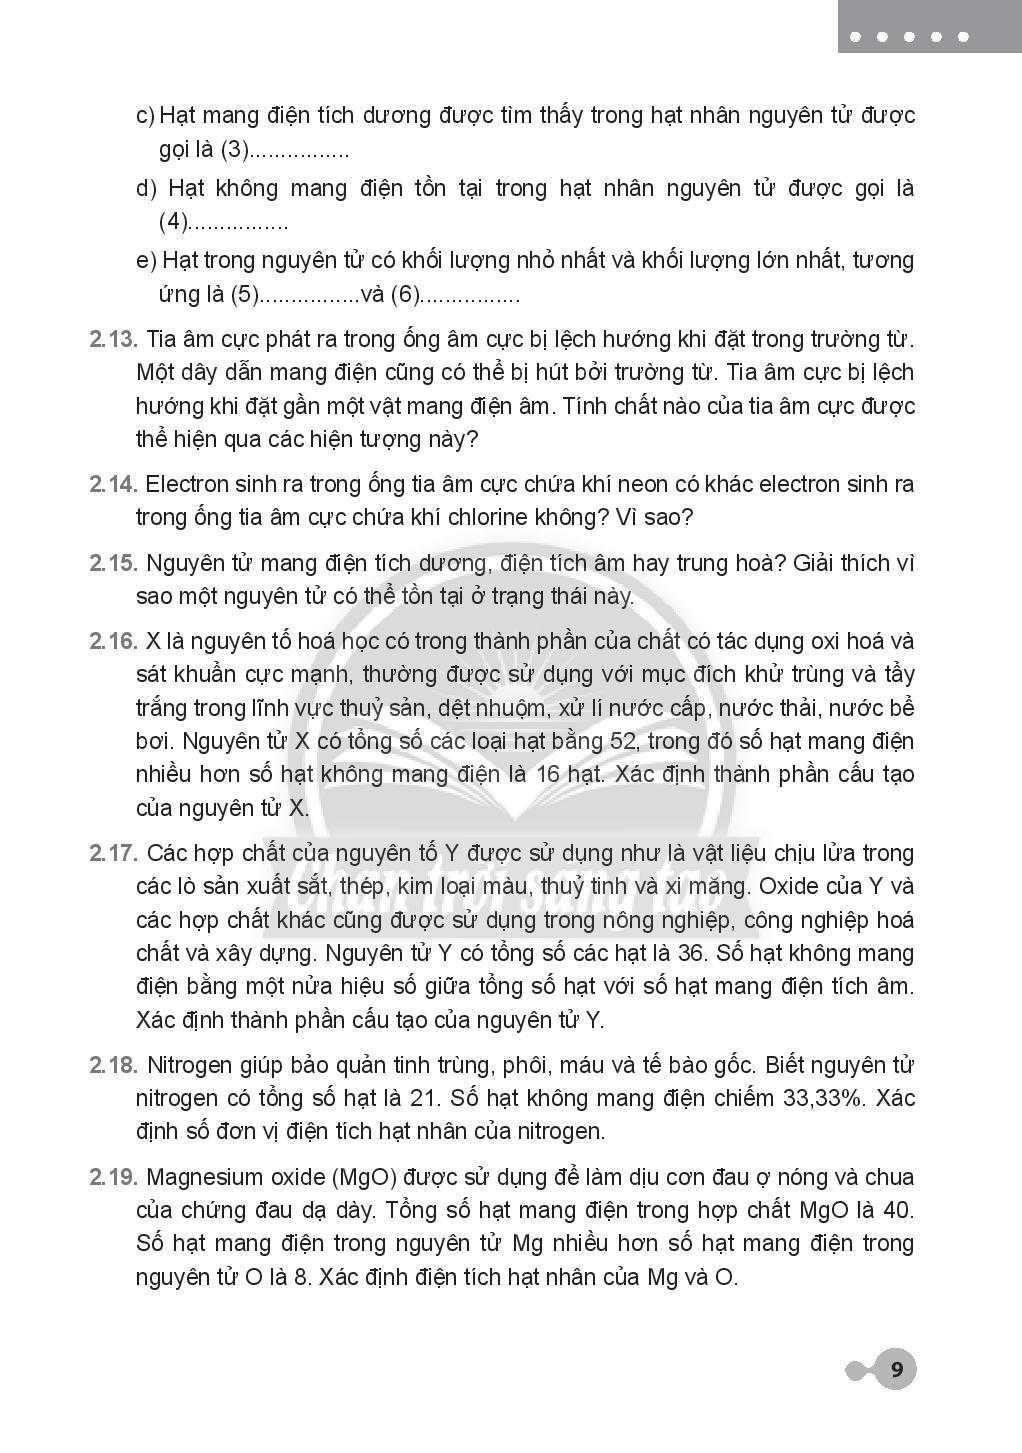 c) Hạt mang điện tích dương được tìm thấy trong hạt nhân nguyên tử được
gọi là (3)................
d) Hạt không mang điện tồn tại trong hạt nhân nguyên tử được gọi là
(4)................
e) Hạt trong nguyên tử có khối lượng nhỏ nhất và khối lượng lớn nhất, tương
ứng là (5)................và (6)................
2.13. Tia âm cực phát ra trong ống âm cực bị lệch hướng khi đặt trong trường từ.
Một dây dẫn mang điện cũng có thể bị hút bởi trường từ. Tia âm cực bị lệch
hướng khi đặt gần một vật mang điện âm. Tính chất nào của tia âm cực được
thể hiện qua các hiện tượng này?
2.14. Electron sinh ra trong ống tia âm cực chứa khí neon có khác electron sinh ra
trong ống tia âm cực chứa khí chlorine không? Vì sao?
2.15. Nguyên tử mang điện tích dương, điện tích âm hay trung hoà? Giải thích vì
sao một nguyên tử có thể tồn tại ở trạng thái này.
2.16. X là nguyên tố hoá học có trong thành phần của chất có tác dụng oxi hoá và
sát khuẩn cực mạnh, thường được sử dụng với mục đích khử trùng và tẩy
trắng trong lĩnh vực thuỷ sản, dệt nhuộm, xử lí nước cấp, nước thải, nước bể
bơi. Nguyên tử X có tổng số các loại hạt bằng 52, trong đó số hạt mang điện
nhiều hơn số hạt không mang điện là 16 hạt. Xác định thành phần cấu tạo
của nguyên tử X.
2.17. Các hợp chất của nguyên tố Y được sử dụng như là vật liệu chịu lửa trong
các lò sản xuất sắt, thép, kim loại màu, thuỷ tinh và xi măng. Oxide của Y và
các hợp chất khác cũng được sử dụng trong nông nghiệp, công nghiệp hoá
chất và xây dựng. Nguyên tử Y có tổng số các hạt là 36. Số hạt không mang
điện bằng một nửa hiệu số giữa tổng số hạt với số hạt mang điện tích âm.
Xác định thành phần cấu tạo của nguyên tử Y.
Chân trời sáng tạo
2.18. Nitrogen giúp bảo quản tinh trùng, phôi, máu và tế bào gốc. Biết nguyên tử
nitrogen có tổng số hạt là 21. Số hạt không mang điện chiếm 33,33%. Xác
định số đơn vị điện tích hạt nhân của nitrogen.
2.19. Magnesium oxide (MgO) được sử dụng để làm dịu cơn đau ợ nóng và chua
của chứng đau dạ dày. Tổng số hạt mang điện trong hợp chất MgO là 40.
Số hạt mang điện trong nguyên tử Mg nhiều hơn số hạt mang điện trong
nguyên tử O là 8. Xác định điện tích hạt nhân của Mg và O.
9